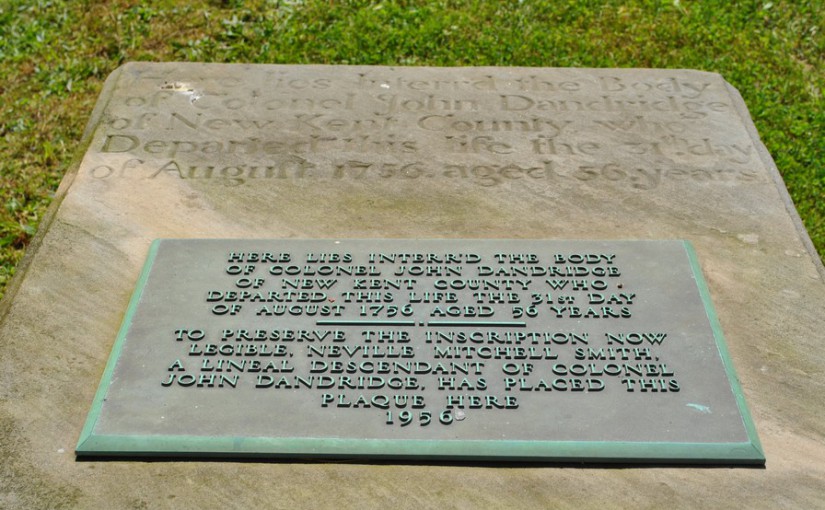 Here lies Interrd the Body
of Colonel John Dandridge
of New Kent County who
Departed this life the 31st day
of August 1756 aged 56 years
HERE LIES INTERR'D THE BODY
OF COLONEL JOHN DANDRIDGE
OF NEW KENT COUNTY WHO
DEPARTED THIS LIFE THE 31ST DAY
OF AUGUST 1756 AGED 56 YEARS
TO PRESERVE THE INSCRIPTION NOW
LEGIBLE, NEVILLE MITCHELL SMITH,
A LINEAL DESCENDANT OF COLONEL
JOHN DANDRIDGE, HAS PLACED THIS
PLAQUE HERE
1956